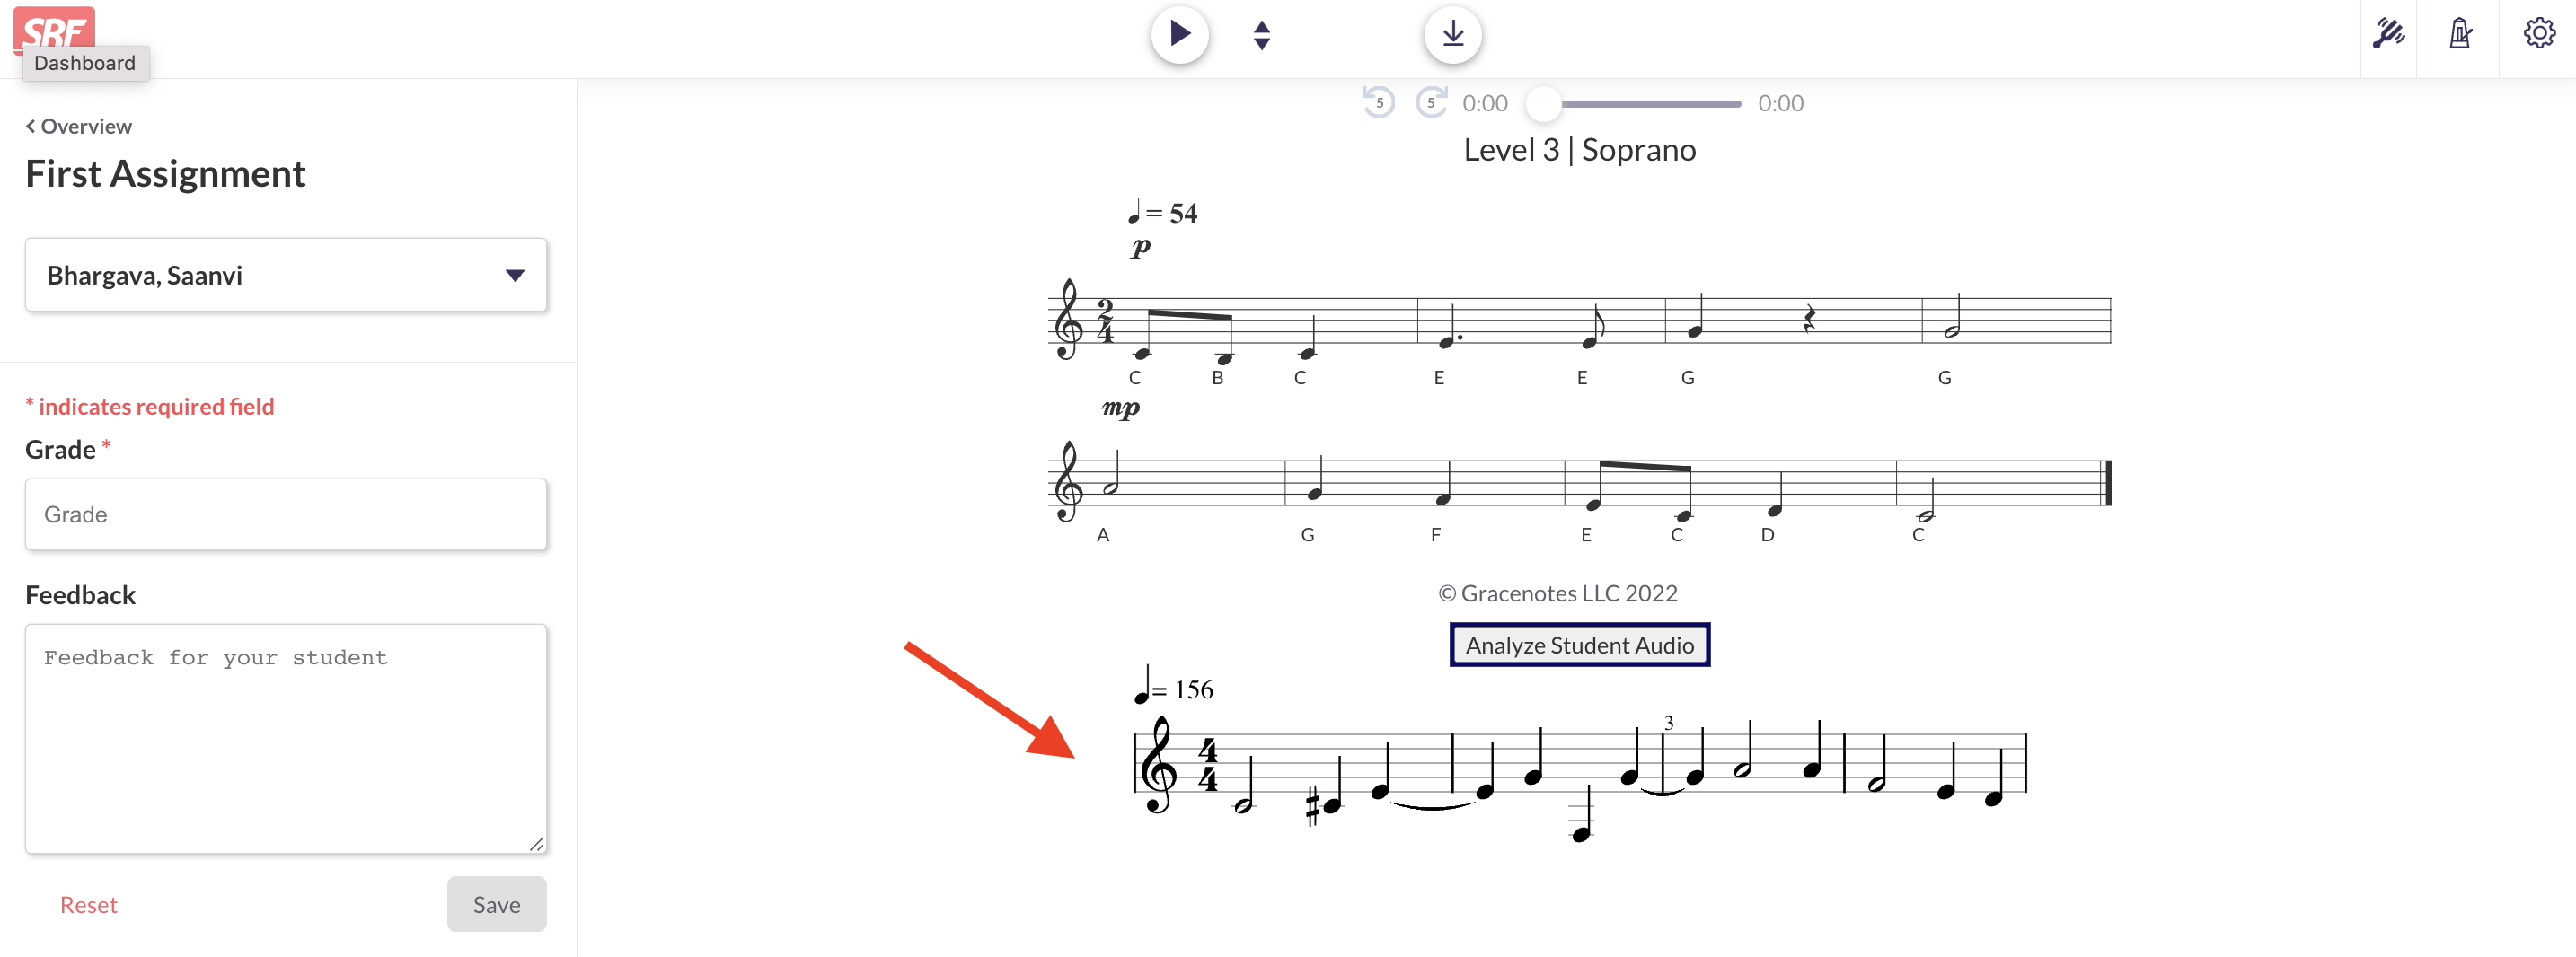 SRF
Dashboard
Overview
First Assignment
Bhargava, Saanvi
* indicates required field
Grade *
Grade
Feedback
Feedback for your student
Reset
Save
5
5
0:00
0:00
Level 3 | Soprano
= 54
p
2
4
C B C E E G G
mp
A G F E C D C
© Gracenotes LLC 2022
Analyze Student Audio
= 156
3
4
4